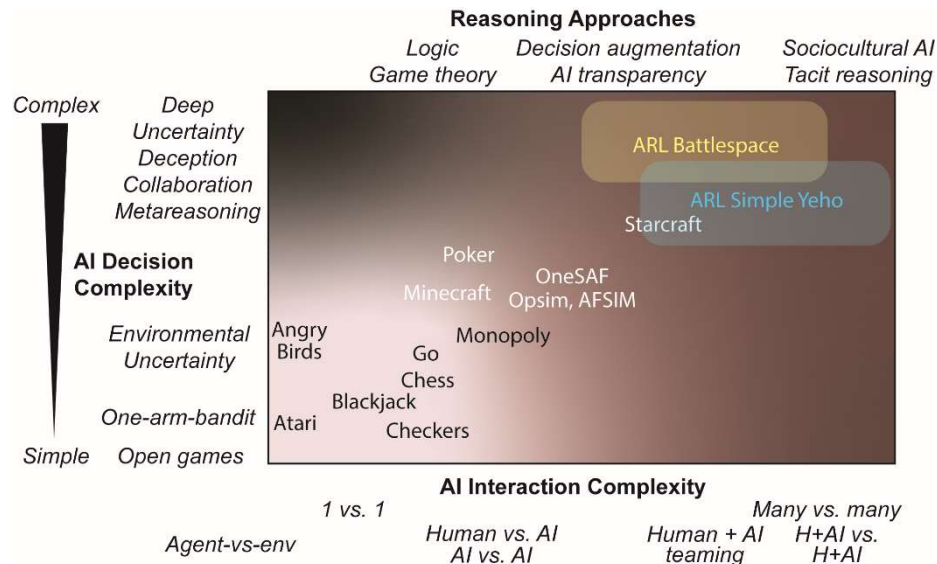 Reasoning Approaches
Logic
Game theory
Decision augmentation
AI transparency
Sociocultural AI
Tacit reasoning
Complex
Deep
Uncertainty
Deception
Collaboration
Metareasoning
AI Decision
Complexity
Environmental
Uncertainty
One-arm-bandit
Simple
Open games
ARL Battlespace
ARL Simple Yeho
Starcraft
Poker
OneSAF
Minecraft
Opsim, AFSIM
Angry
Birds
Monopoly
Go
Chess
Blackjack
Atari
Checkers
AI Interaction Complexity
1 vs. 1
Many vs. many
Agent-vs-env
Human vs. AI
AI vs. AI
Human + AI
teaming
H+AI vs.
H+AI